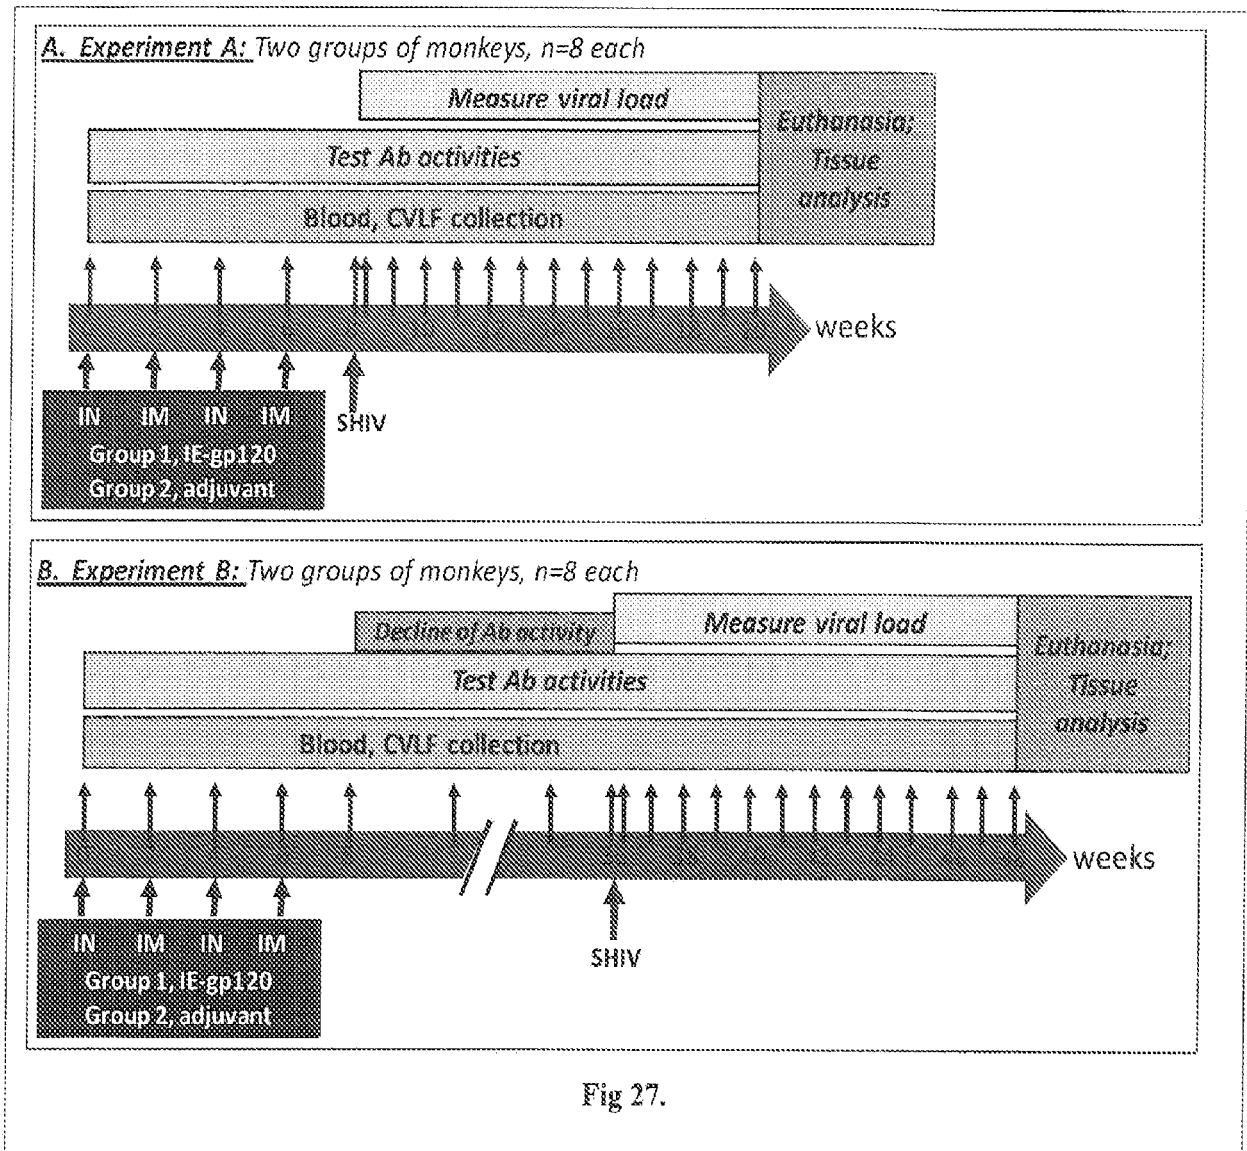 A. Experiment A: Two groups of monkeys, n=8 each
Measure viral load
Test Ab activities
Blood, CVLF collection
Euthanasia;
Tissue
analysis
weeks
IN IM IN IM
Group 1, IE-gp120
Group 2, adjuvant
SHIV
B. Experiment B: Two groups of monkeys, n=8 each
Decline of Ab activity
Measure viral load
Test Ab activities
Blood, CVLF collection
Euthanasia;
Tissue
analysis
weeks
IN IM IN IM
Group 1, IE-gp120
Group 2, adjuvant
SHIV
Fig 27.